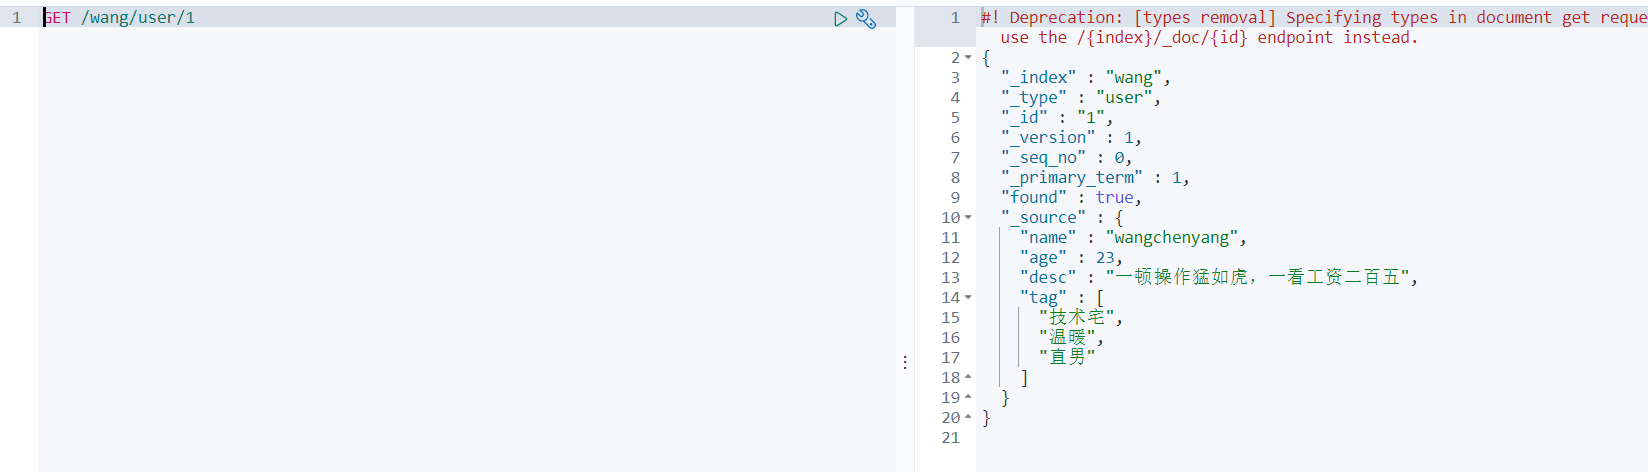 1 GET /wang/user/1
1 #! Deprecation: [types removal] Specifying types in document get reque
use the /{index}/_doc/{id} endpoint instead.
2 {
3 "_index" : "wang",
4 "_type" : "user",
5 "_id" : "1",
6 "_version" : 1,
7 "_seq_no" : 0,
8 "_primary_term" : 1,
9 "found" : true,
10 "_source" : {
11 "name" : "wangchenyang",
12 "age" : 23,
13 "desc" : "一顿操作猛如虎，一看工资二百五",
14 "tag" : [
15 "技术宅",
16 "温暖",
17 "直男"
18 ]
19 }
20 }
21